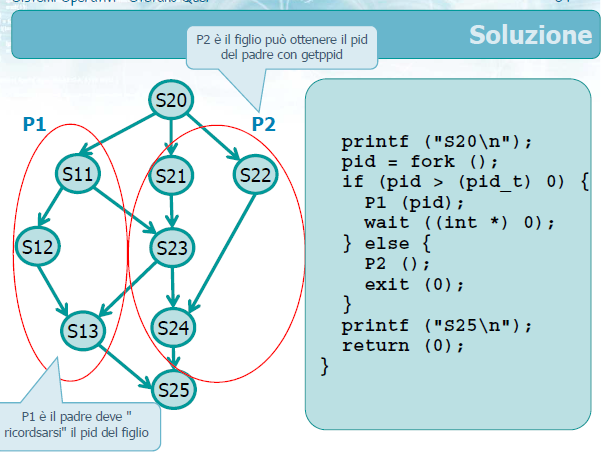 Sistemi Operativi - Stefano Quer
Soluzione
P2 è il figlio può ottenere il pid
del padre con getppid
P1
P2
S20
S11
S21
S22
S12
S23
S13
S24
S25
P1 è il padre deve "
ricordsarsi" il pid del figlio
printf ("S20\n");
pid = fork ();
if (pid > (pid_t) 0) {
P1 (pid);
wait ((int *) 0);
} else {
P2 ();
exit (0);
}
printf ("S25\n");
return (0);
}